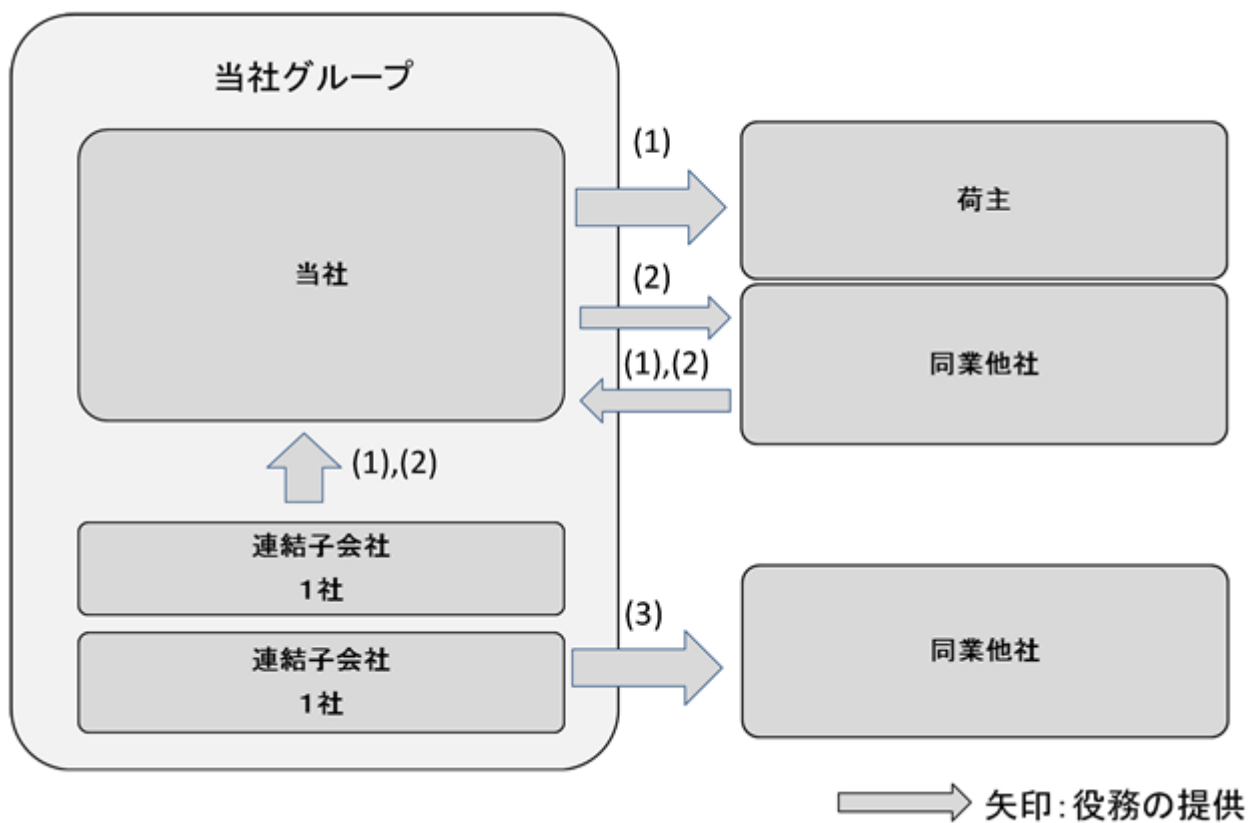 当社グループ
当社
(1)
荷主
(2)
(1),(2)
同業他社
(1),(2)
連結子会社
1社
連結子会社
1社
(3)
同業他社
矢印：役務の提供